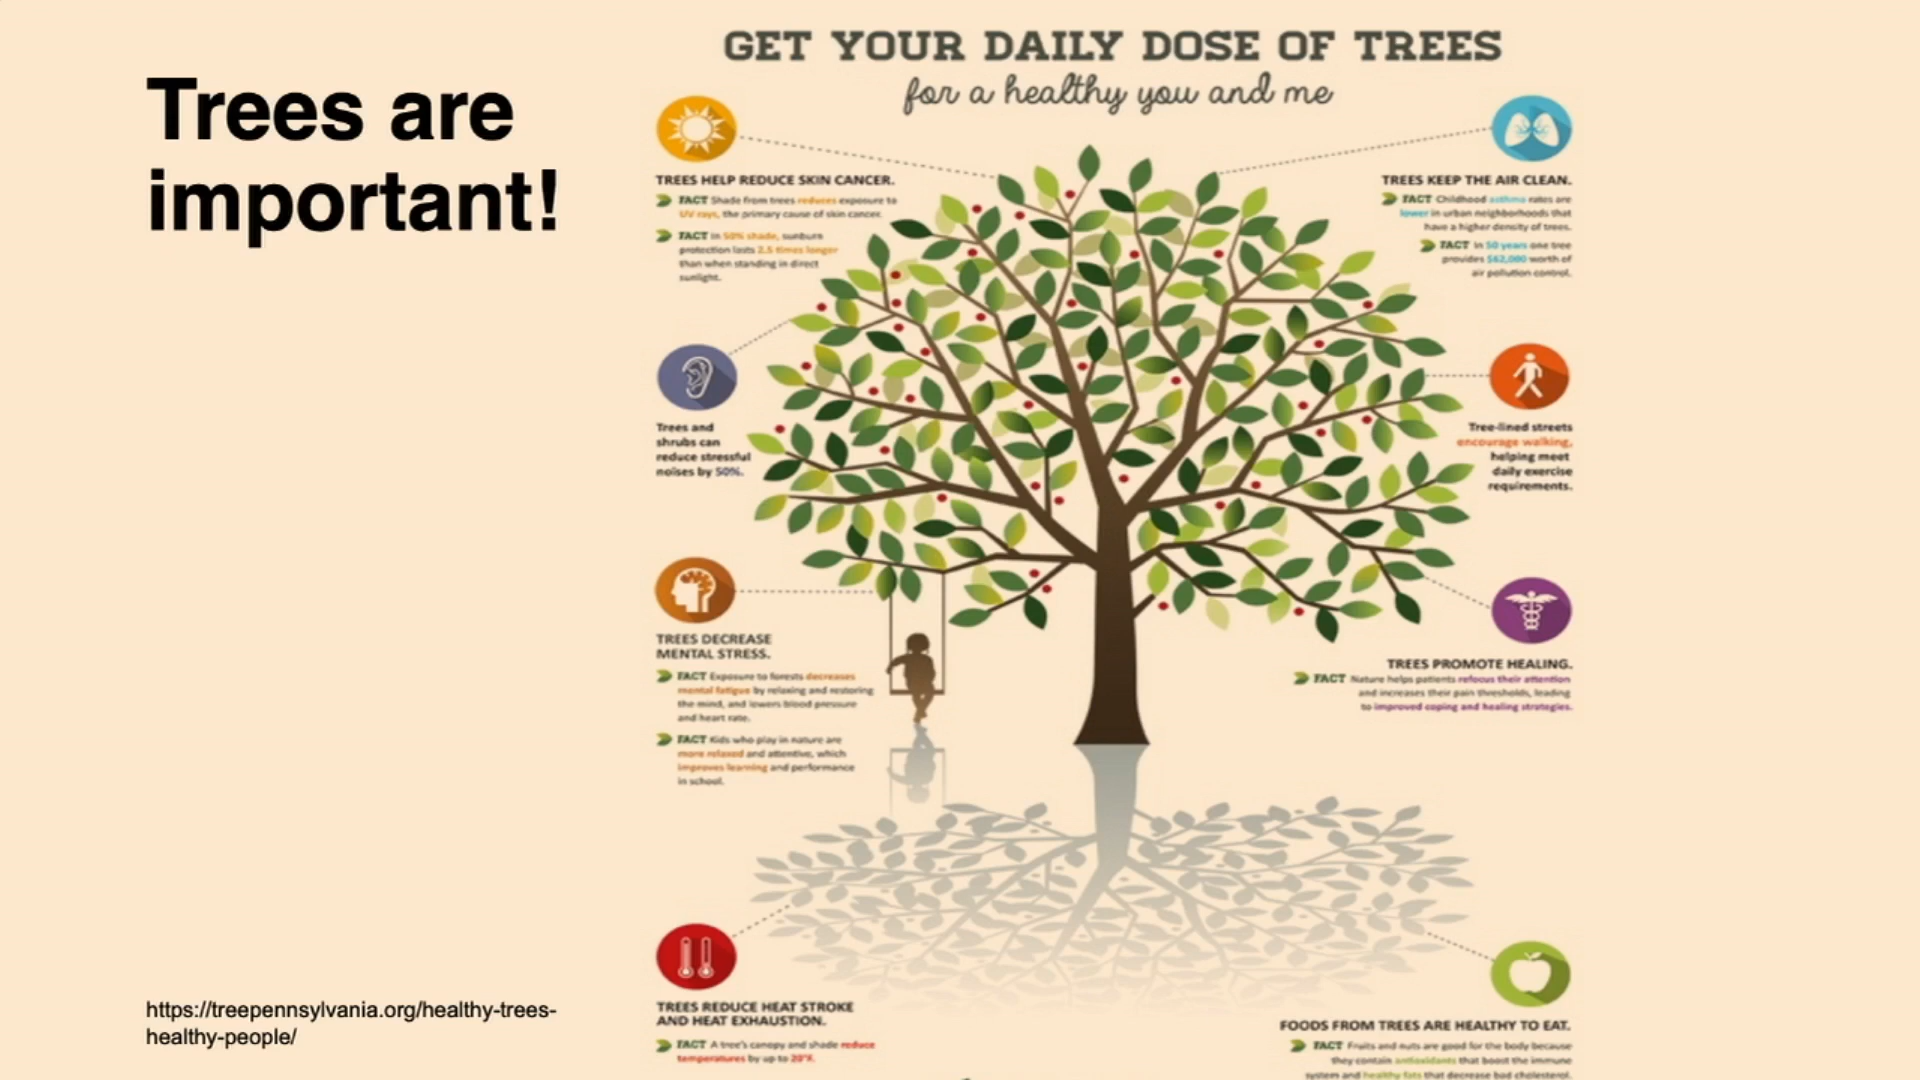 Trees are
important!
https://treepennsylvania.org/healthy-trees-
healthy-people/
GET YOUR DAILY DOSE OF TREES
for a healthy you and me
TREES HELP REDUCE SKIN CANCER.
FACT Shade from trees reduces exposure to
UV rays, the primary cause of skin cancer.
FACT In 50% shade, sunburn
protection lasts 2.5 times longer
than when standing in direct
sunlight.
Trees and
shrubs can
reduce stressful
noises by 50%.
TREES DECREASE
MENTAL STRESS.
FACT Exposure to forests decreases
mental fatigue by relaxing and restoring
the mind, and lowers blood pressure
and heart rate.
FACT Kids who play in nature are
more relaxed and attentive, which
improves learning and performance
in school.
TREES REDUCE HEAT STROKE
AND HEAT EXHAUSTION.
FACT A tree's canopy and shade reduce
temperatures by up to 20°F.
TREES KEEP THE AIR CLEAN.
FACT Childhood asthma rates are
lower in urban neighborhoods that
have a higher density of trees.
FACT In 50 years one tree
provides $62,000 worth of
air pollution control.
Tree-lined streets
encourage walking,
helping meet
daily exercise
requirements.
TREES PROMOTE HEALING.
FACT Nature helps patients refocus their attention
and increases their pain thresholds, leading
to improved coping and healing strategies.
FOODS FROM TREES ARE HEALTHY TO EAT.
FACT Fruits and nuts are good for the body because
they contain antioxidants that boost the immune
system and healthy fats that decrease bad cholesterol.